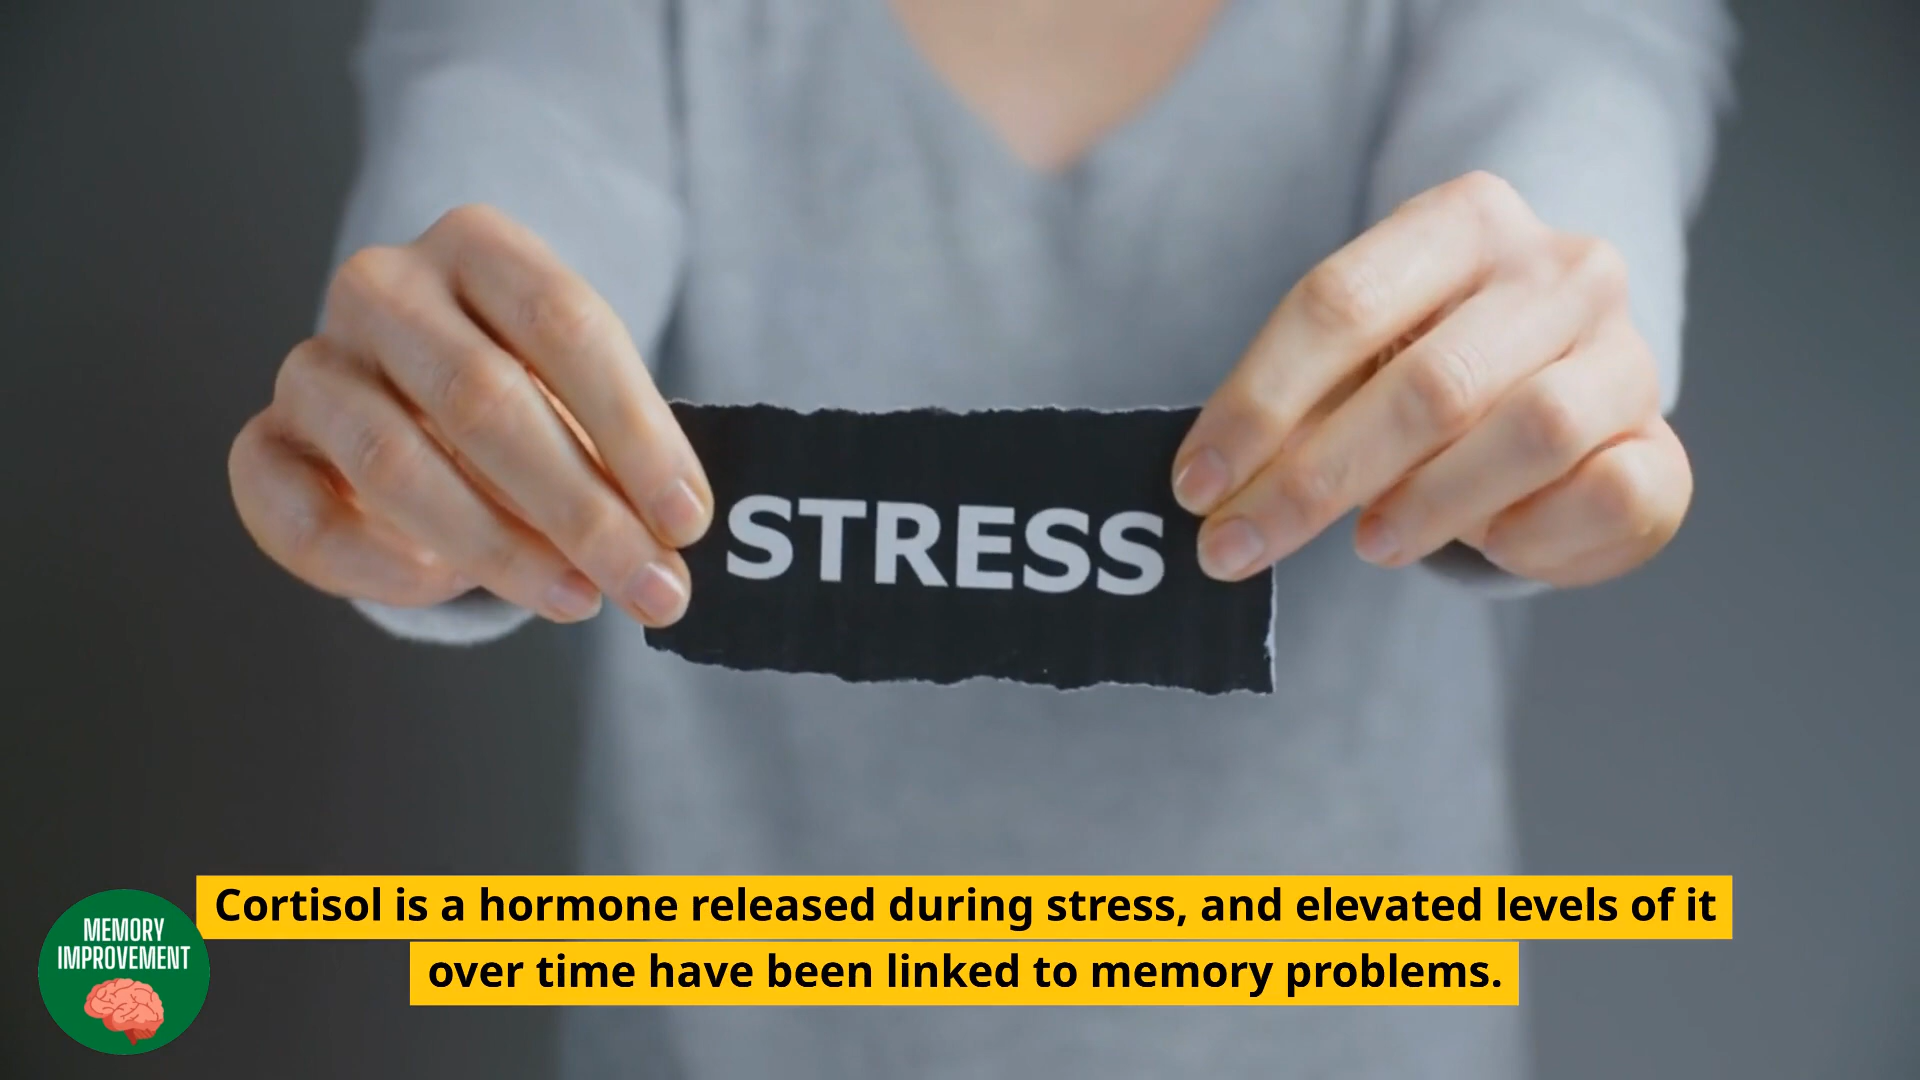 STRESS
Cortisol is a hormone released during stress, and elevated levels of it
over time have been linked to memory problems.
MEMORY
IMPROVEMENT